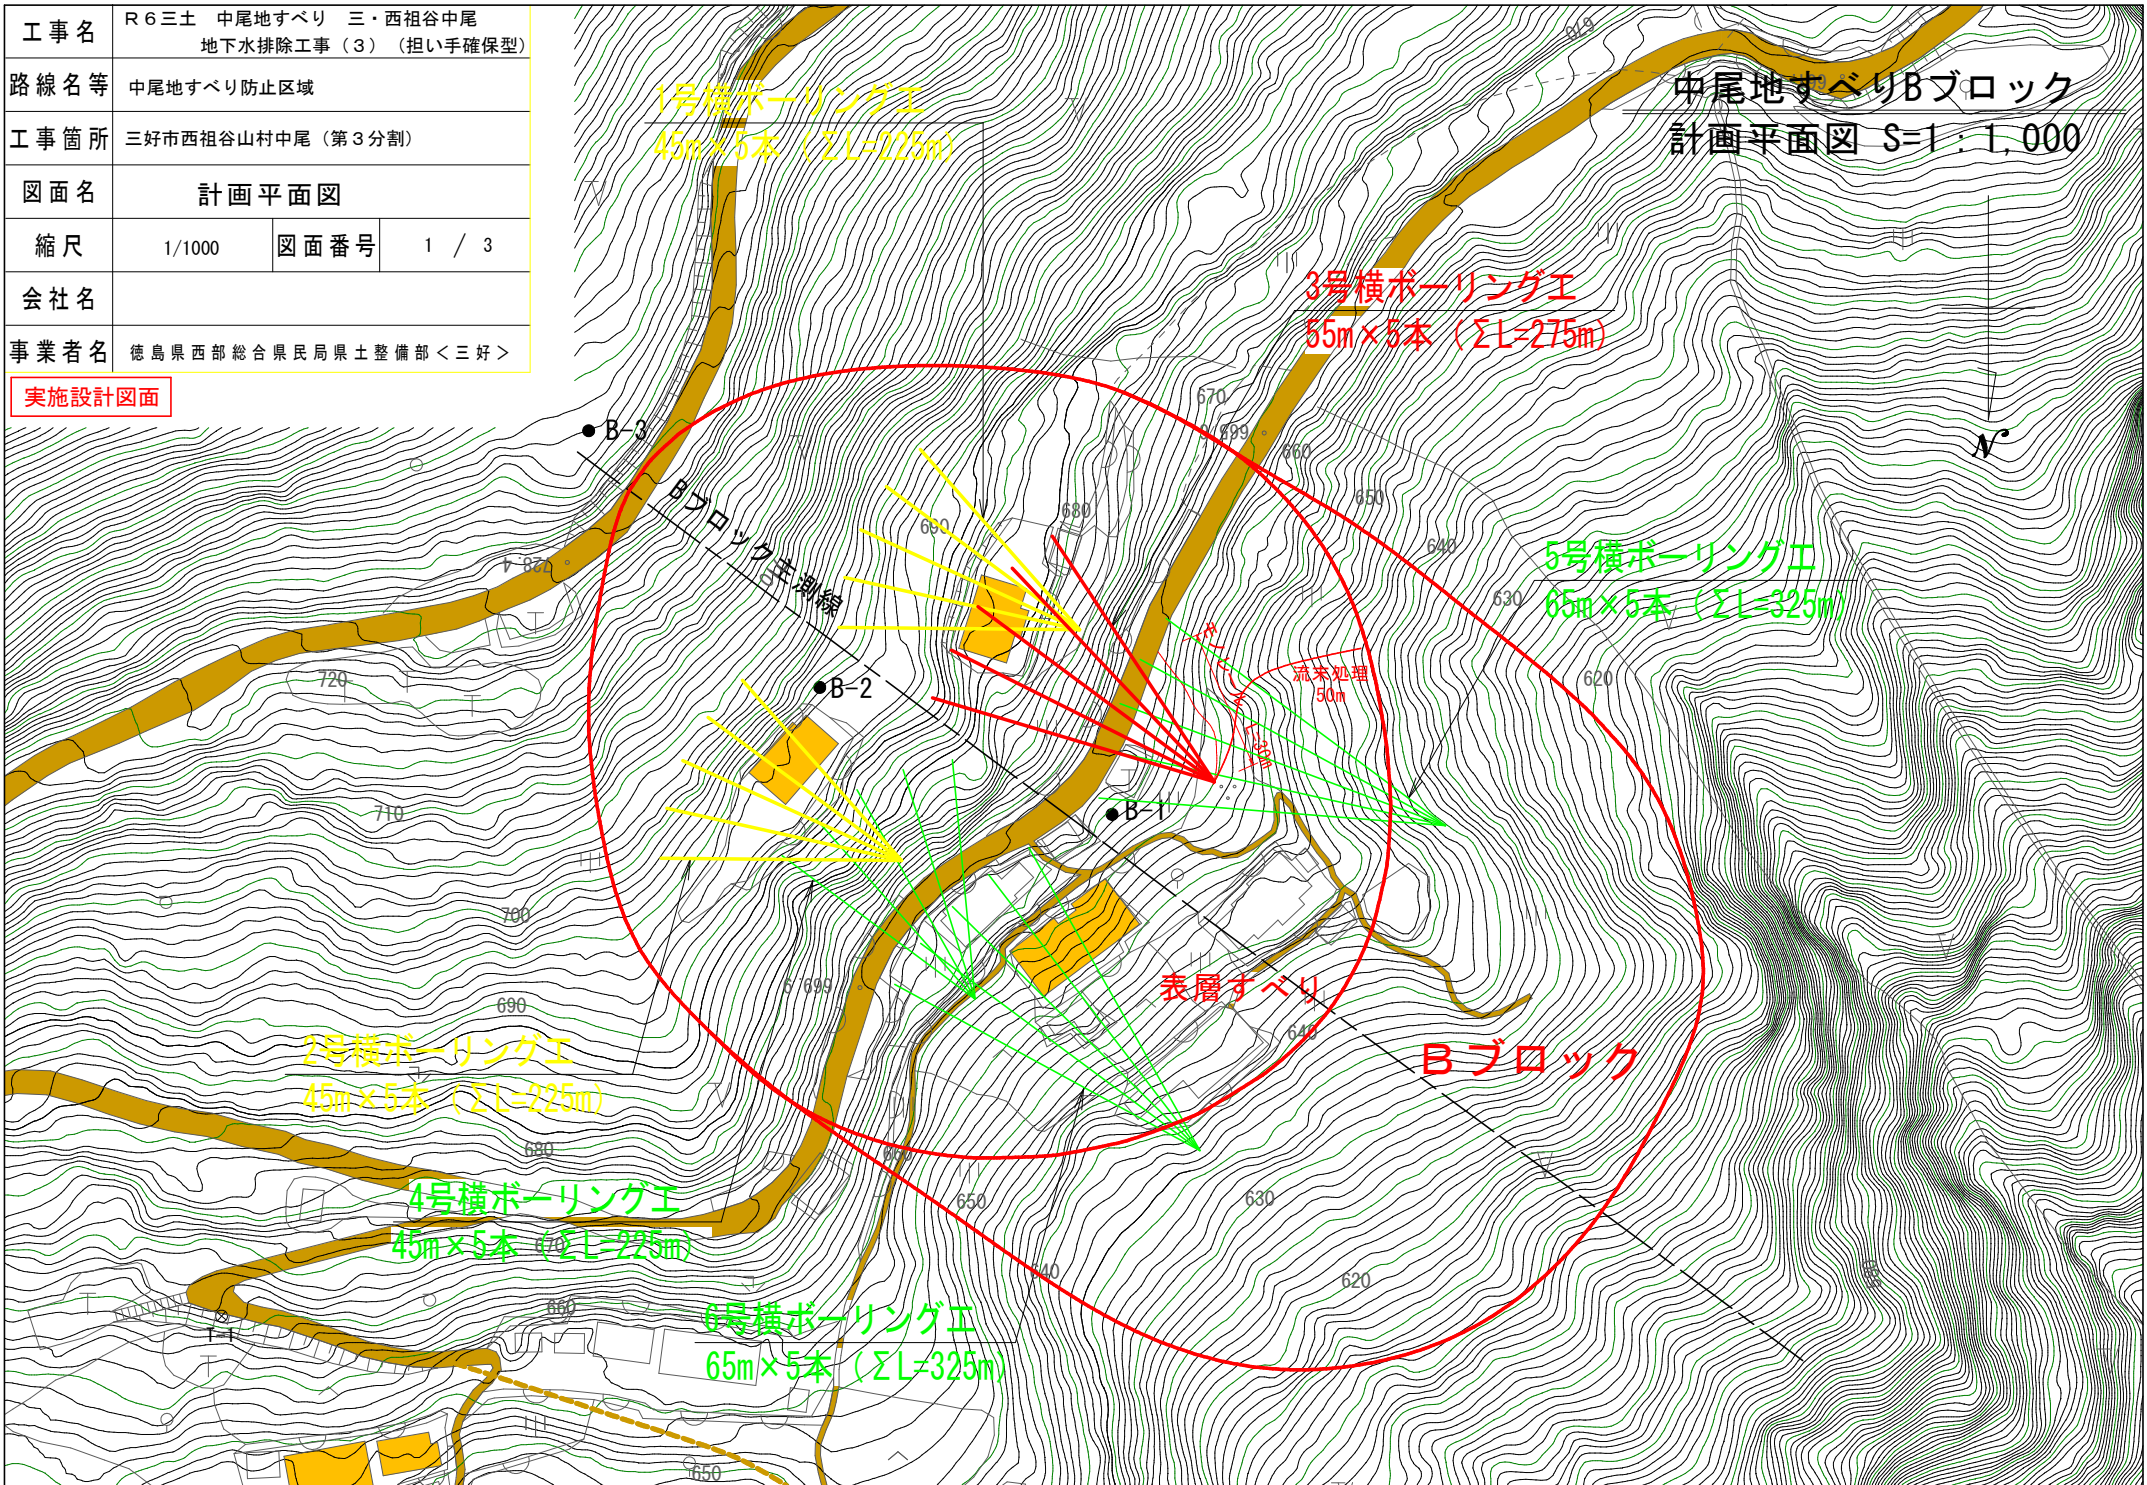 工事名
R6三土 中尾地すべり 三・西祖谷中尾
地下水排除工事（3）（担い手確保型）
路線名等
中尾地すべり防止区域
工事箇所
三好市西祖谷山村中尾（第3分割）
図面名
計画平面図
縮尺
1/1000
図面番号
1 / 3
会社名
事業者名
徳島県西部総合県民局県土整備部＜三好＞
実施設計図面
中尾地すべりBブロック
計画平面図 S=1:1,000
N
1号横ボーリング工
45m×5本（ΣL=225m）
3号横ボーリング工
55m×5本（ΣL=275m）
5号横ボーリング工
65m×5本（ΣL=325m）
2号横ボーリング工
45m×5本（ΣL=225m）
4号横ボーリング工
45m×5本（ΣL=225m）
6号横ボーリング工
65m×5本（ΣL=325m）
B-3
Bブロック主測線
B-2
B-1
流末処理
50m
表層すべり
Bブロック
T-1
670
670
660
650
640
630
620
690
680
728.4
720
710
700
690
680
670
660
650
669.9
660
650
640
640
630
620